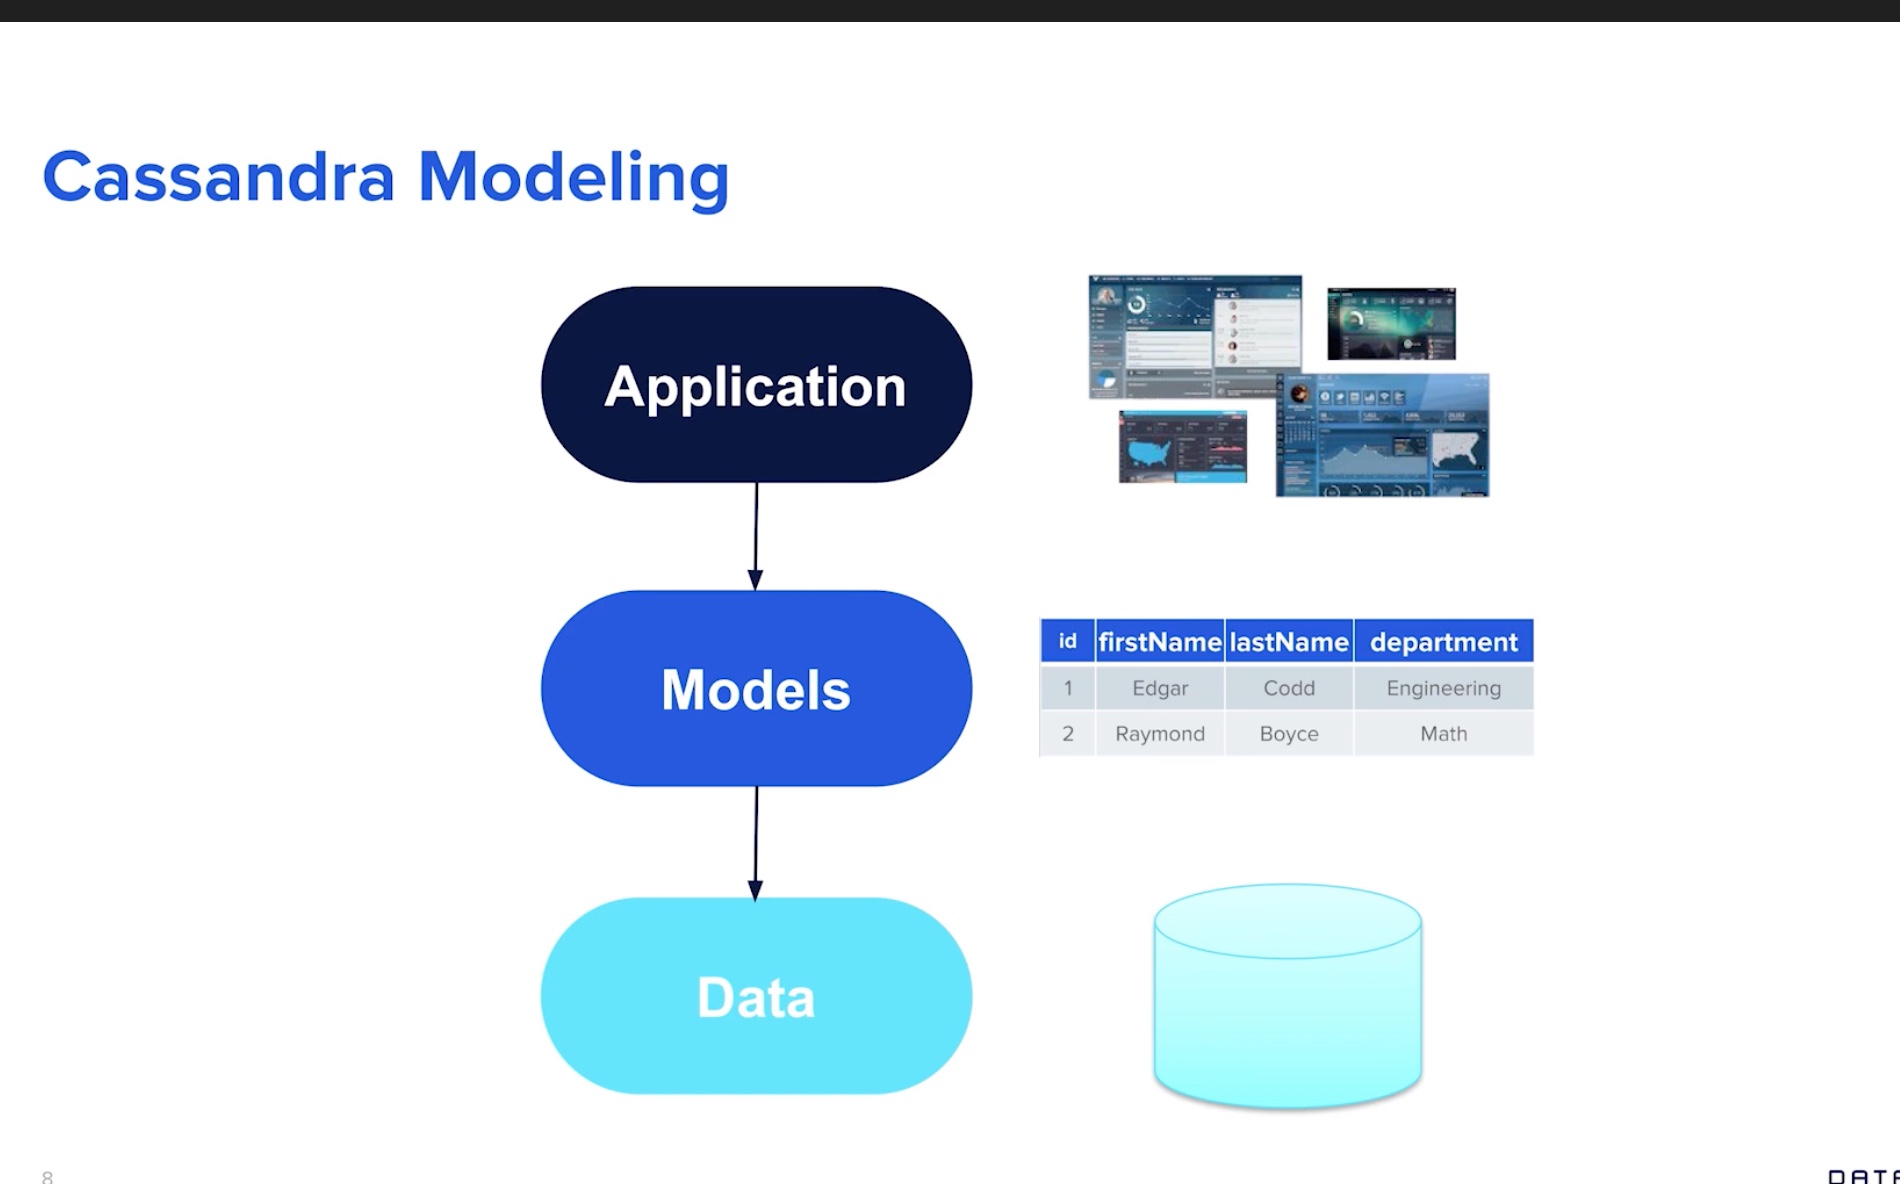 Cassandra Modeling
Application
Models
id firstName lastName department
1 Edgar Codd Engineering
2 Raymond Boyce Math
Data
8
DATA